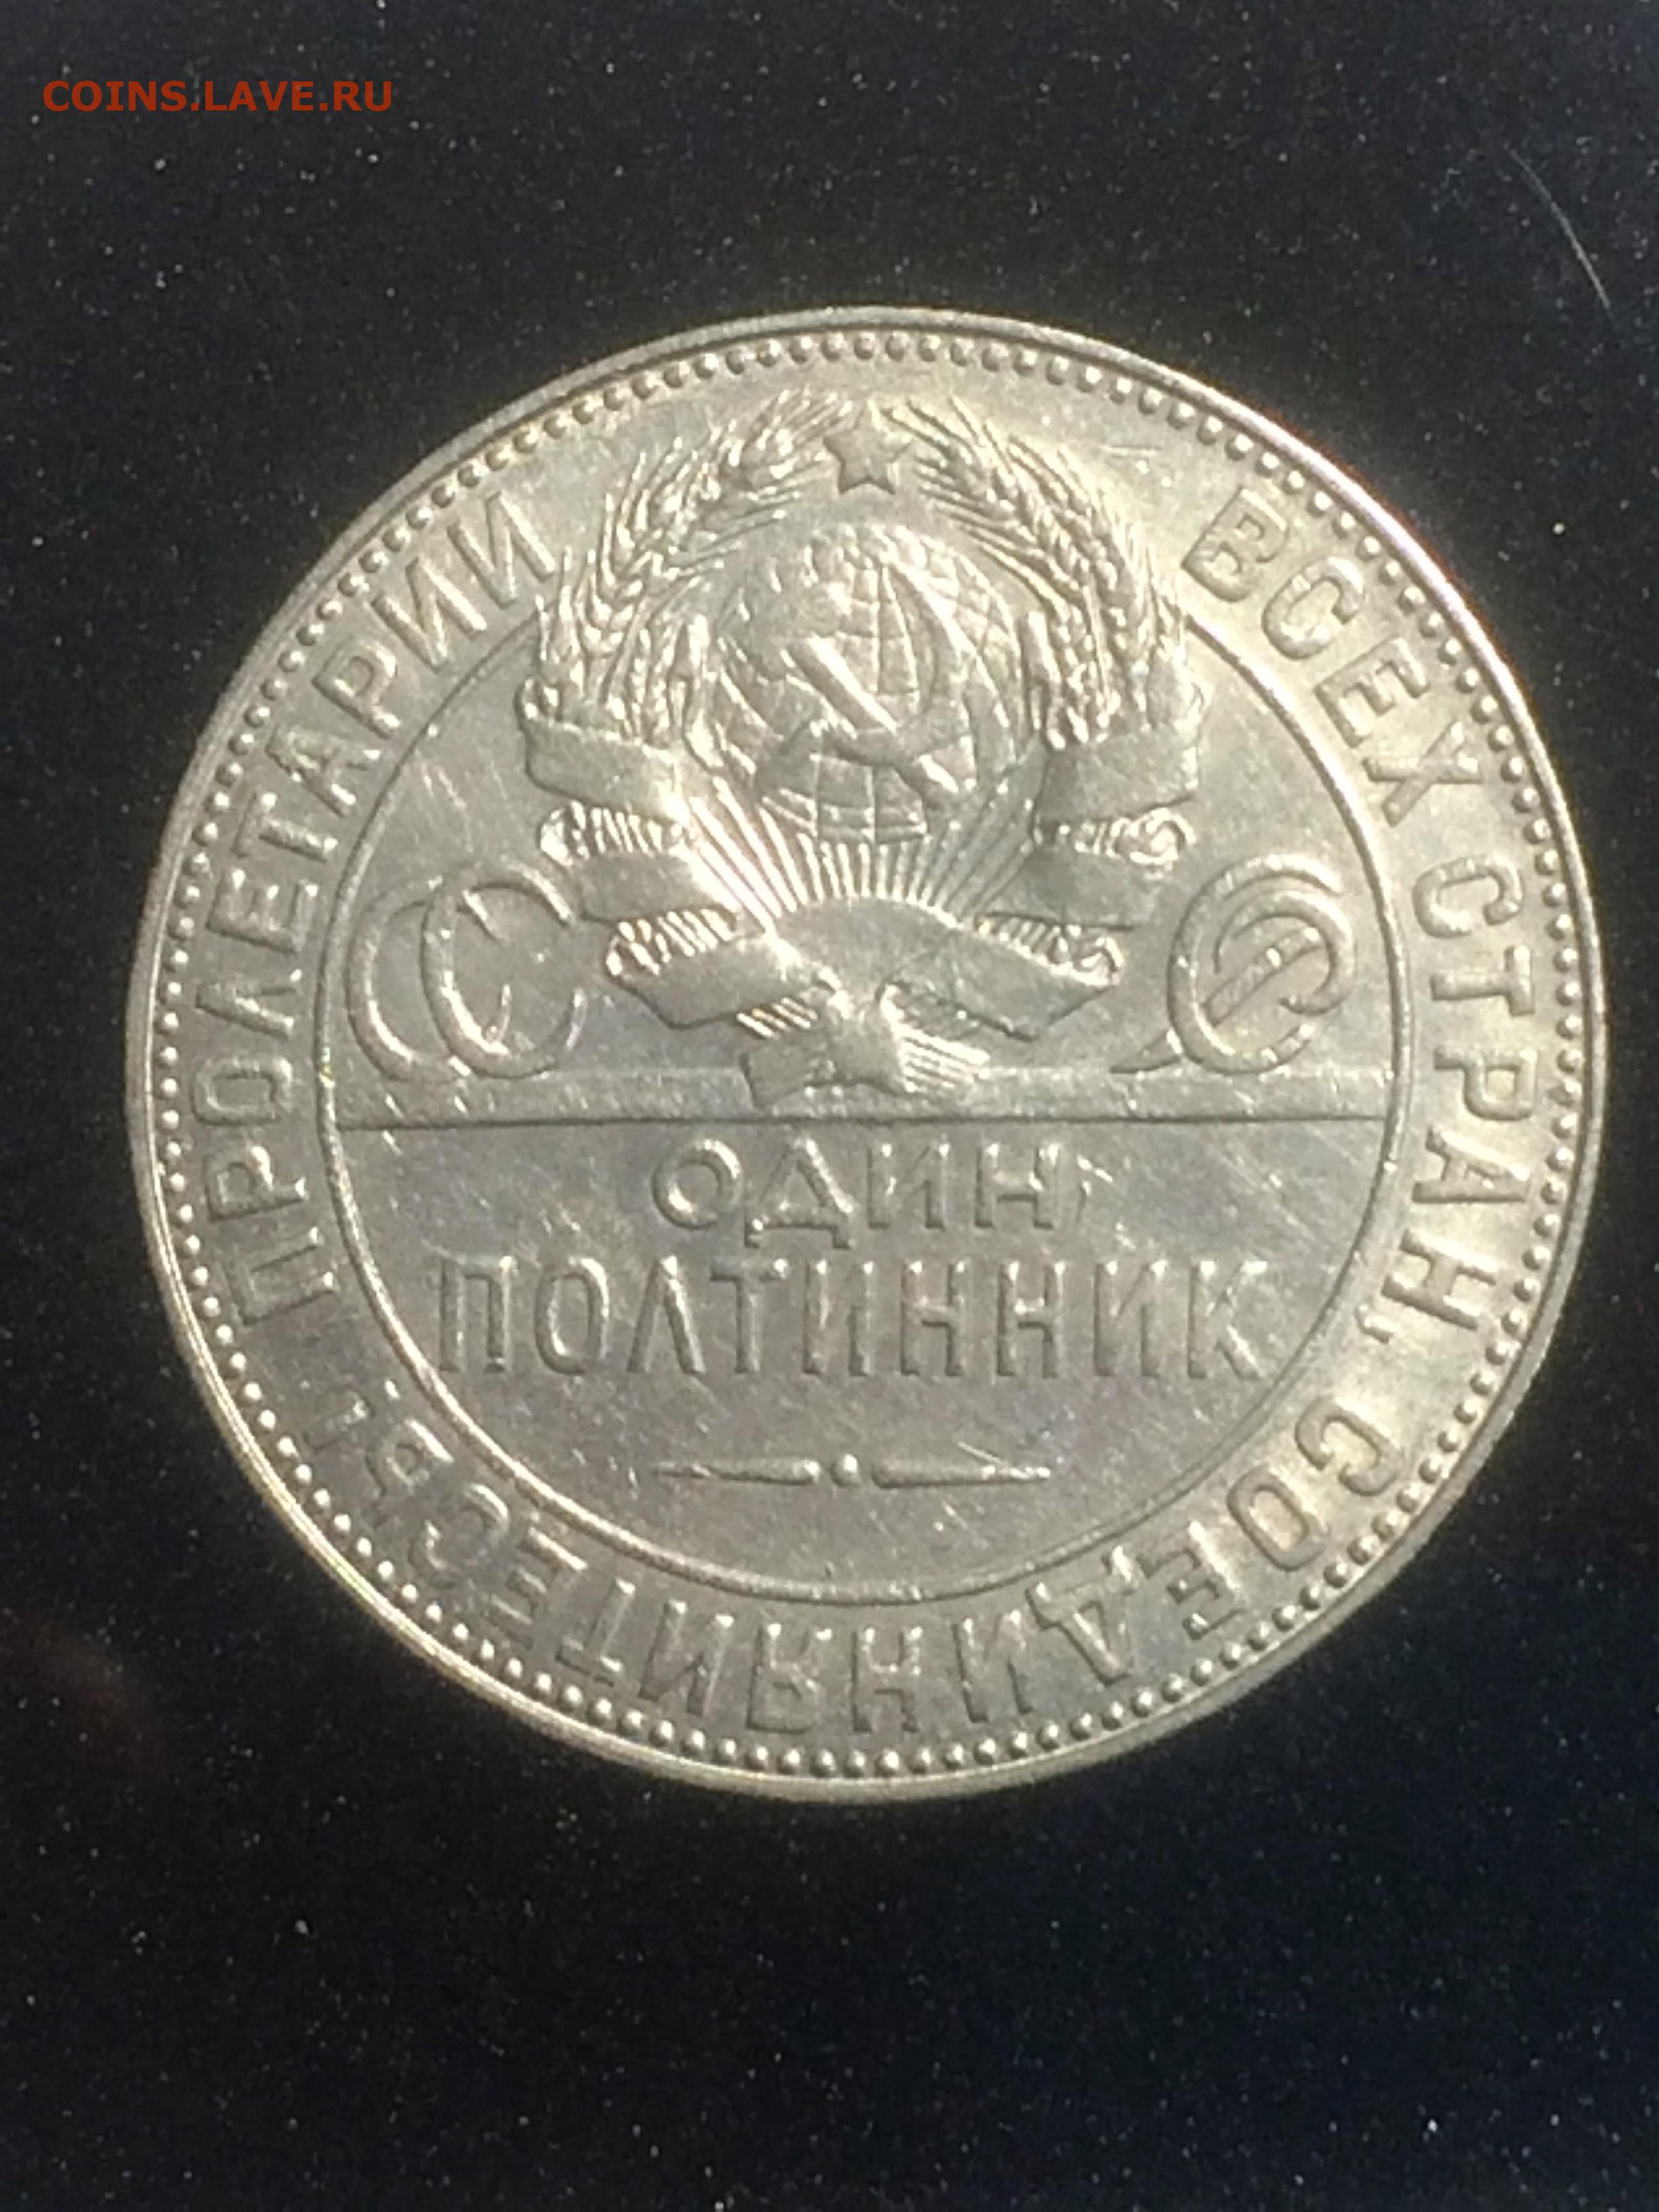 COINS.LAVE.RU
ПРОЛЕТАРИИ ВСЕХ СТРАН, СОЕДИНЯЙТЕСЬ!
СССР
ОДИН
ПОЛТИННИК